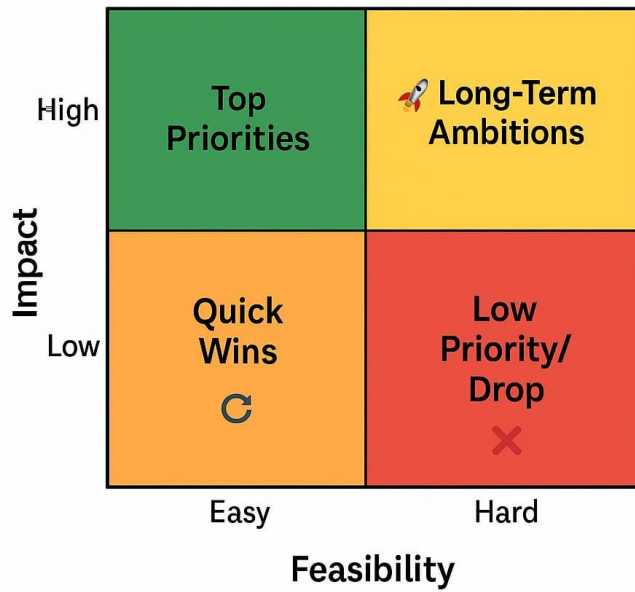 High
Top
Priorities
🚀 Long-Term
Ambitions
Impact
Low
Quick
Wins
Low
Priority/
Drop
Easy
Hard
Feasibility